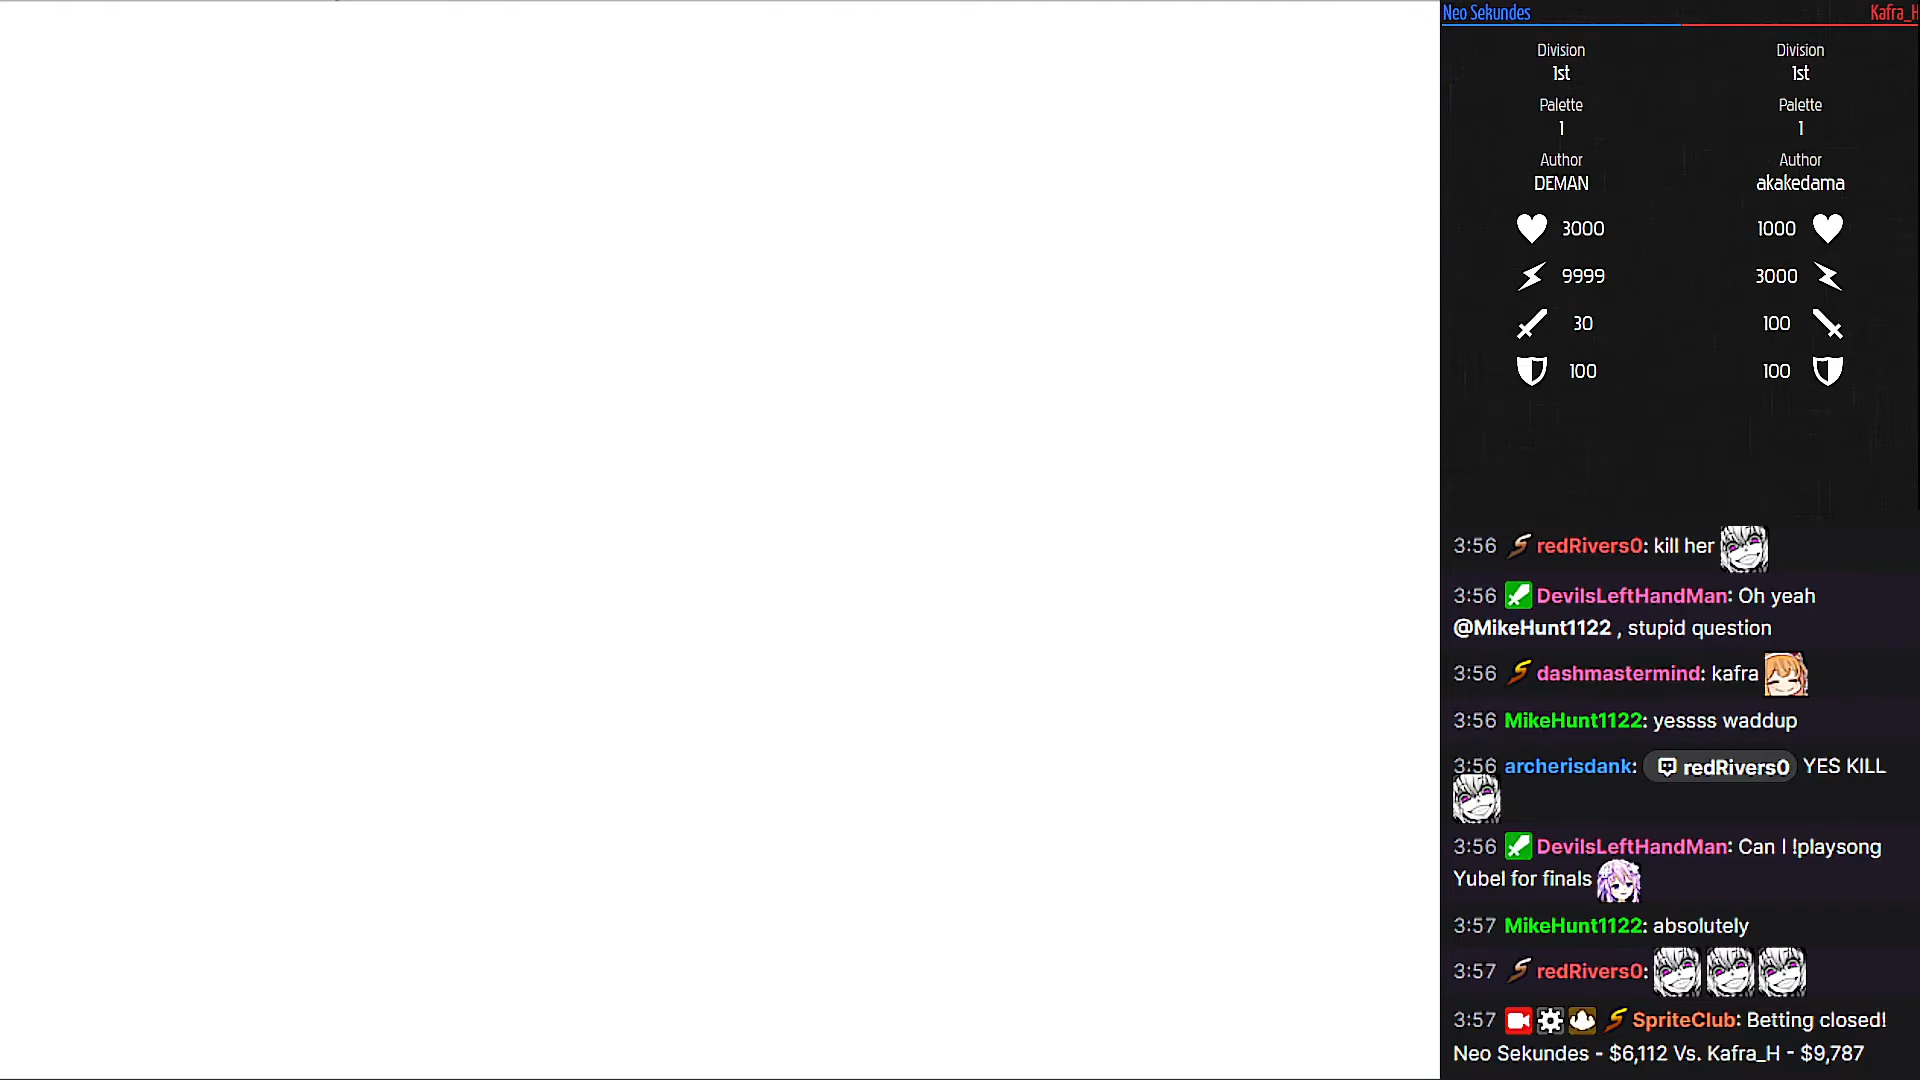 Neo Sekundes Kafra_H
Division Division
1st 1st
Palette Palette
1 1
Author Author
DEMAN akakedama
3000 1000
9999 3000
30 100
100 100
3:56 redRivers0: kill her
3:56 DevilsLeftHandMan: Oh yeah
@MikeHunt1122 , stupid question
3:56 dashmastermind: kafra
3:56 MikeHunt1122: yessss waddup
3:56 archerisdank: redRivers0 YES KILL
3:56 DevilsLeftHandMan: Can I !playsong
Yubel for finals
3:57 MikeHunt1122: absolutely
3:57 redRivers0:
3:57 SpriteClub: Betting closed!
Neo Sekundes - $6,112 Vs. Kafra_H - $9,787